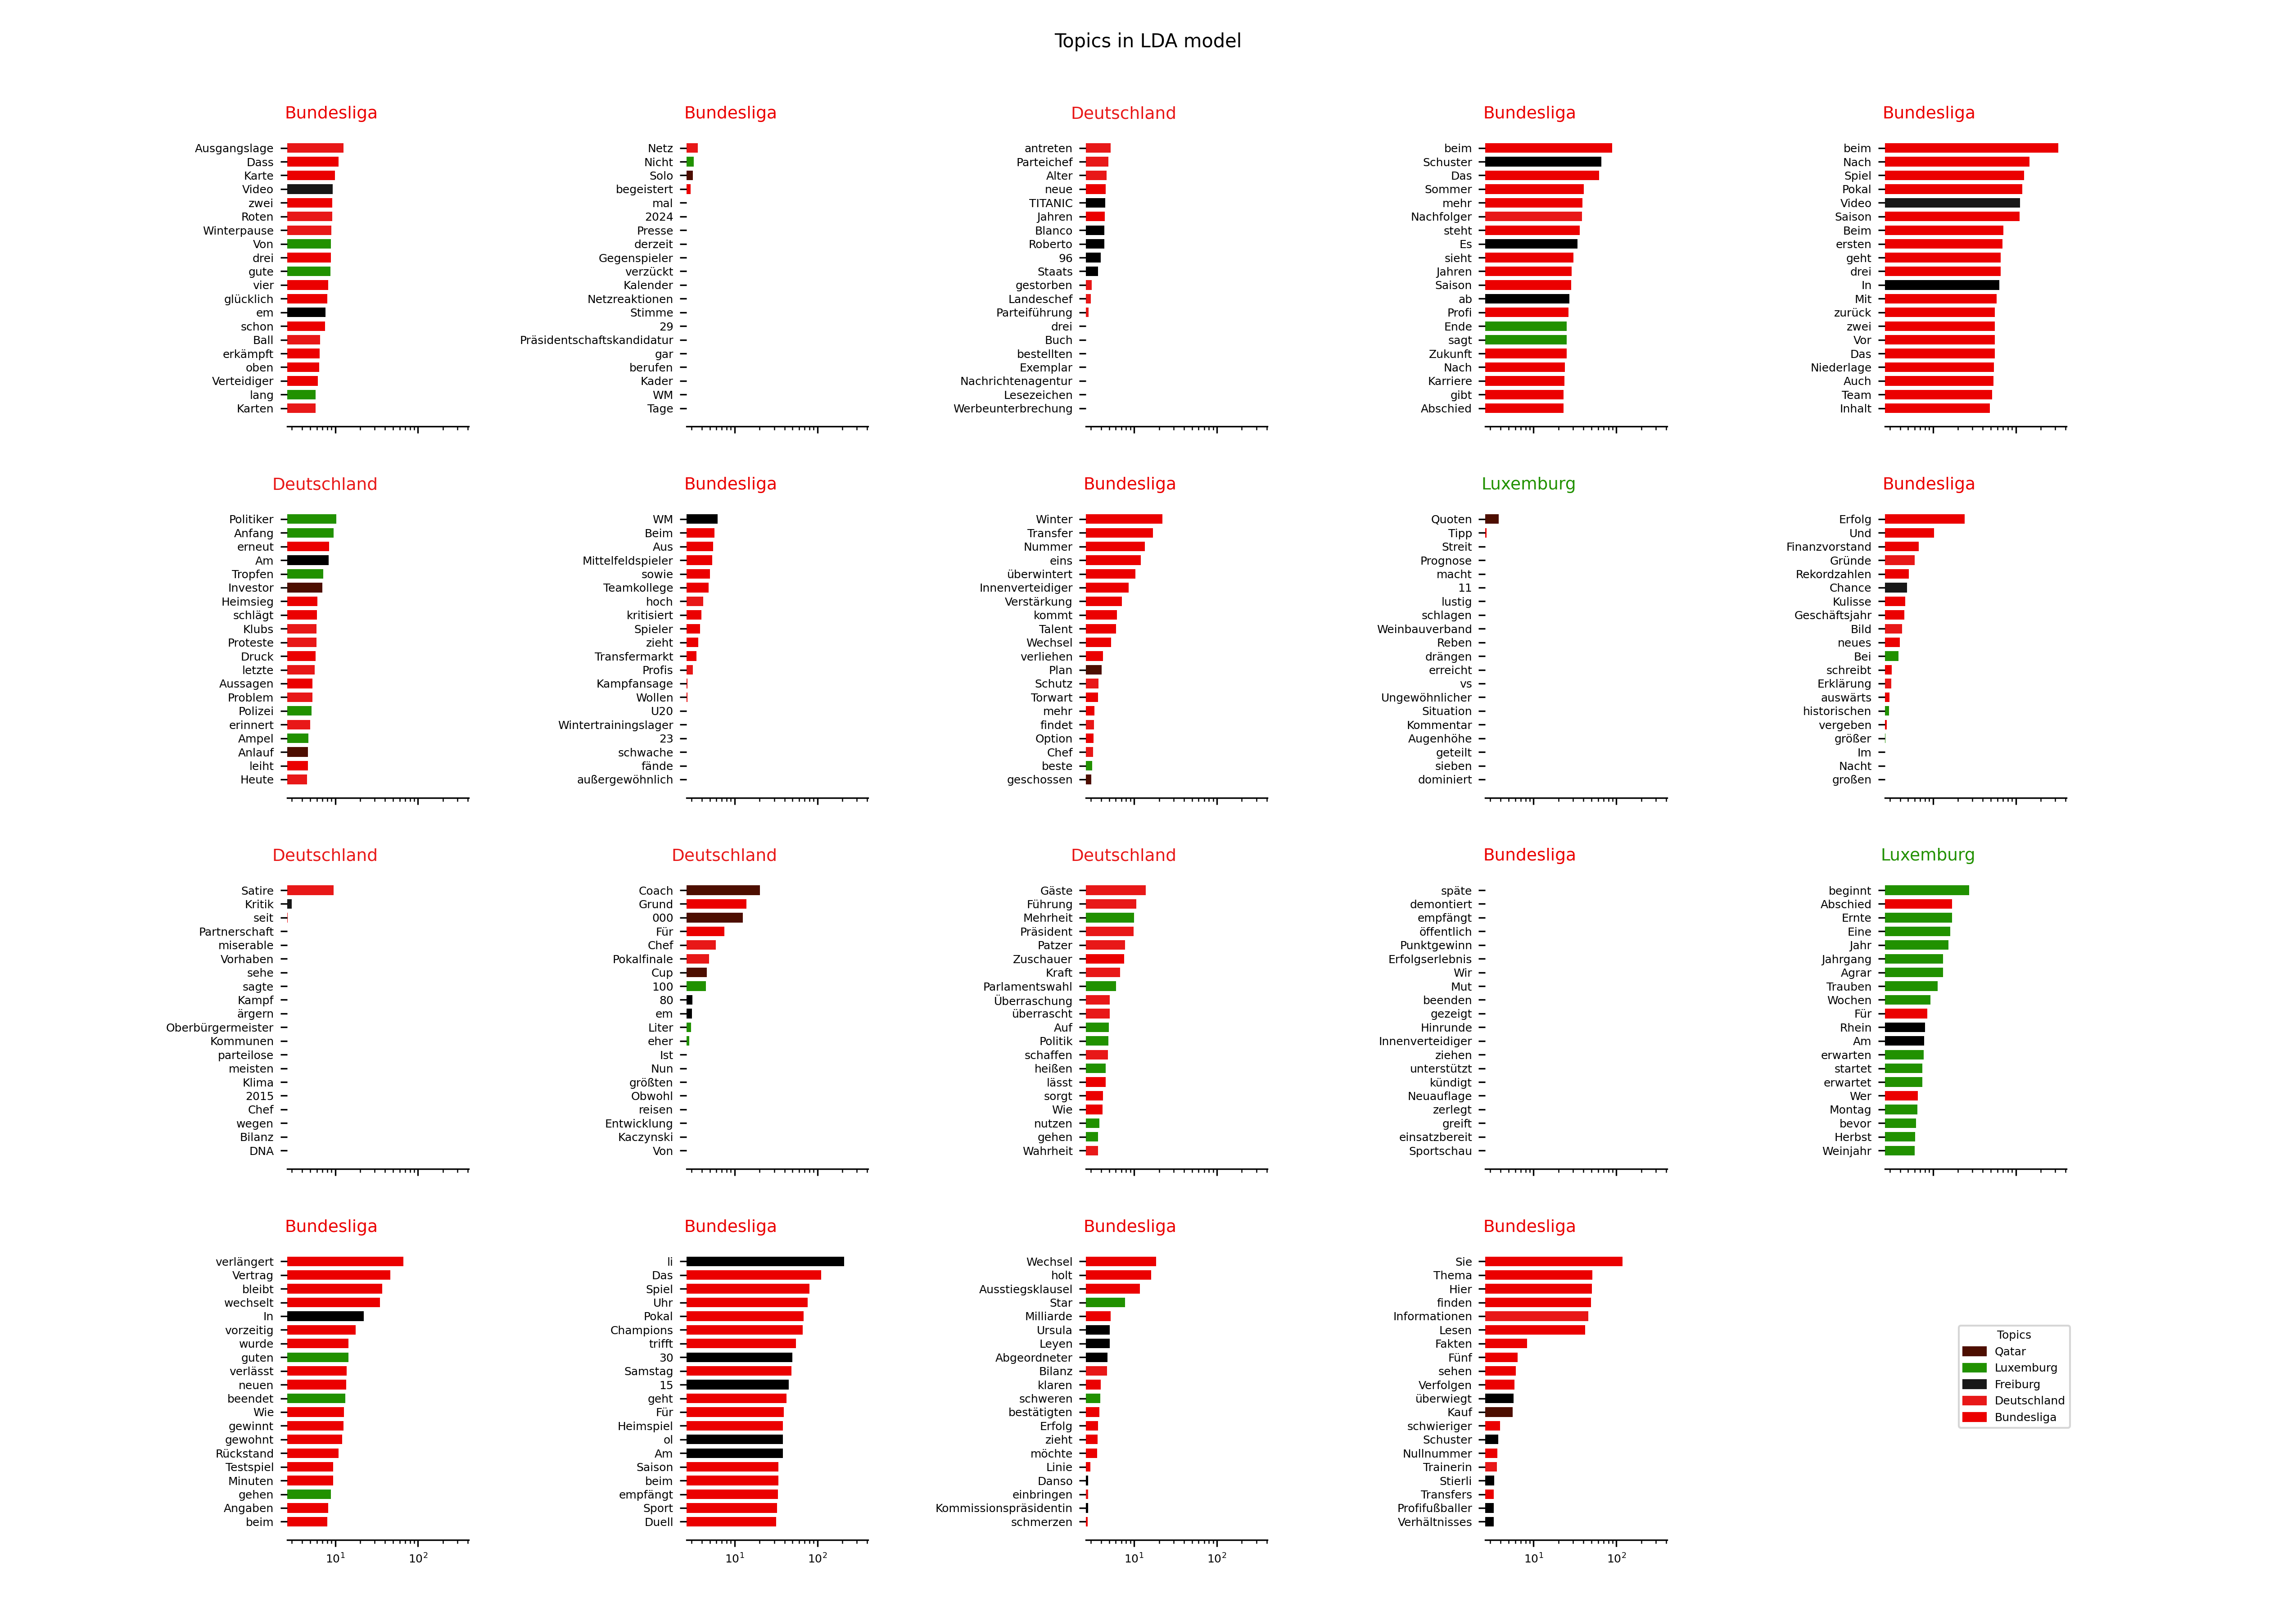 Topics in LDA model
Bundesliga
Ausgangslage
Dass
Karte
Video
zwei
Roten
Winterpause
Von
drei
gute
vier
glücklich
em
schon
Ball
erkämpft
oben
Verteidiger
lang
Karten
Bundesliga
Netz
Nicht
Solo
begeistert
mal
2024
Presse
derzeit
Gegenspieler
verzückt
Kalender
Netzreaktionen
Stimme
29
Präsidentschaftskandidatur
gar
berufen
Kader
WM
Tage
Deutschland
antreten
Parteichef
Alter
neue
TITANIC
Jahren
Blanco
Roberto
96
Staats
gestorben
Landeschef
Parteiführung
drei
Buch
bestellten
Exemplar
Nachrichtenagentur
Lesezeichen
Werbeunterbrechung
Bundesliga
beim
Schuster
Das
Sommer
mehr
Nachfolger
steht
Es
sieht
Jahren
Saison
ab
Profi
Ende
sagt
Zukunft
Nach
Karriere
gibt
Abschied
Bundesliga
beim
Nach
Spiel
Pokal
Video
Saison
Beim
ersten
geht
drei
In
Mit
zurück
zwei
Vor
Das
Niederlage
Auch
Team
Inhalt
Deutschland
Politiker
Anfang
erneut
Am
Tropfen
Investor
Heimsieg
schlägt
Klubs
Proteste
Druck
letzte
Aussagen
Problem
Polizei
erinnert
Ampel
Anlauf
leiht
Heute
Bundesliga
WM
Beim
Aus
Mittelfeldspieler
sowie
Teamkollege
hoch
kritisiert
Spieler
zieht
Transfermarkt
Profis
Kampfansage
Wollen
U20
Wintertrainingslager
23
schwache
fände
außergewöhnlich
Bundesliga
Winter
Transfer
Nummer
eins
überwintert
Innenverteidiger
Verstärkung
kommt
Talent
Wechsel
verliehen
Plan
Schutz
Torwart
mehr
findet
Option
Chef
beste
geschossen
Luxemburg
Quoten
Tipp
Streit
Prognose
macht
11
lustig
schlagen
Weinbauverband
Reben
drängen
erreicht
vs
Ungewöhnlicher
Situation
Kommentar
Augenhöhe
geteilt
sieben
dominiert
Bundesliga
Erfolg
Und
Finanzvorstand
Gründe
Rekordzahlen
Chance
Kulisse
Geschäftsjahr
Bild
neues
Bei
schreibt
Erklärung
auswärts
historischen
vergeben
größer
Im
Nacht
großen
Deutschland
Satire
Kritik
seit
Partnerschaft
miserable
Vorhaben
sehe
sagte
Kampf
ärgern
Oberbürgermeister
Kommunen
parteilose
meisten
Klima
2015
Chef
wegen
Bilanz
DNA
Deutschland
Coach
Grund
000
Für
Chef
Pokalfinale
Cup
100
80
em
Liter
eher
Ist
Nun
größten
Obwohl
reisen
Entwicklung
Kaczynski
Von
Deutschland
Gäste
Führung
Mehrheit
Präsident
Patzer
Zuschauer
Kraft
Parlamentswahl
Überraschung
überrascht
Auf
Politik
schaffen
heißen
lässt
sorgt
Wie
nutzen
gehen
Wahrheit
Bundesliga
späte
demontiert
empfängt
öffentlich
Punktgewinn
Erfolgserlebnis
Wir
Mut
beenden
gezeigt
Hinrunde
Innenverteidiger
ziehen
unterstützt
kündigt
Neuauflage
zerlegt
greift
einsatzbereit
Sportschau
Luxemburg
beginnt
Abschied
Ernte
Eine
Jahr
Jahrgang
Agrar
Trauben
Wochen
Für
Rhein
Am
erwarten
startet
erwartet
Wer
Montag
bevor
Herbst
Weinjahr
Bundesliga
verlängert
Vertrag
bleibt
wechselt
In
vorzeitig
wurde
guten
verlässt
neuen
beendet
Wie
gewinnt
gewohnt
Rückstand
Testspiel
Minuten
gehen
Angaben
beim
10¹ 10²
Bundesliga
li
Das
Spiel
Uhr
Pokal
Champions
trifft
30
Samstag
15
geht
Für
Heimspiel
ol
Am
Saison
beim
empfängt
Sport
Duell
10¹ 10²
Bundesliga
Wechsel
holt
Ausstiegsklausel
Star
Milliarde
Ursula
Leyen
Abgeordneter
Bilanz
klaren
schweren
bestätigten
Erfolg
zieht
möchte
Linie
Danso
einbringen
Kommissionspräsidentin
schmerzen
10¹ 10²
Bundesliga
Sie
Thema
Hier
finden
Informationen
Lesen
Fakten
Fünf
sehen
Verfolgen
überwiegt
Kauf
schwieriger
Schuster
Nullnummer
Trainerin
Stierli
Transfers
Profifußballer
Verhältnisses
10¹ 10²
Topics
Qatar
Luxemburg
Freiburg
Deutschland
Bundesliga